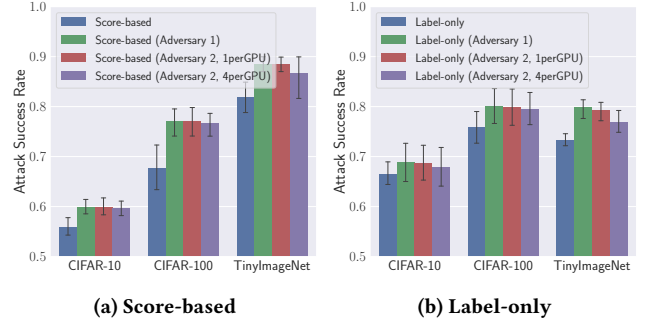 Attack Success Rate
1.0
0.9
0.8
0.7
0.6
0.5
Score-based
Score-based (Adversary 1)
Score-based (Adversary 2, 1perGPU)
Score-based (Adversary 2, 4perGPU)
CIFAR-10 CIFAR-100 TinyImageNet
(a) Score-based
Attack Success Rate
1.0
0.9
0.8
0.7
0.6
0.5
Label-only
Label-only (Adversary 1)
Label-only (Adversary 2, 1perGPU)
Label-only (Adversary 2, 4perGPU)
CIFAR-10 CIFAR-100 TinyImageNet
(b) Label-only